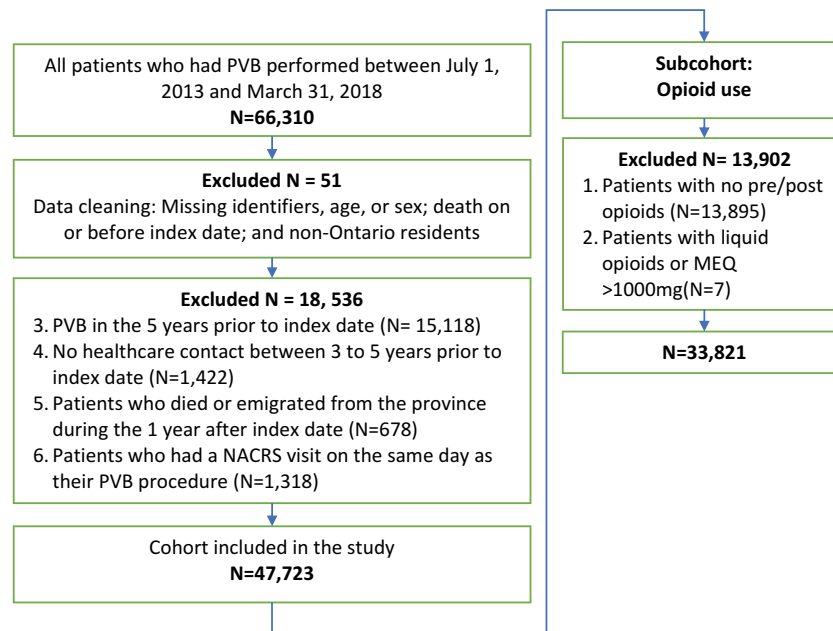 All patients who had PVB performed between July 1,
2013 and March 31, 2018
N=66,310
Excluded N = 51
Data cleaning: Missing identifiers, age, or sex; death on
or before index date; and non-Ontario residents
Excluded N = 18, 536
3. PVB in the 5 years prior to index date (N= 15,118)
4. No healthcare contact between 3 to 5 years prior to
index date (N=1,422)
5. Patients who died or emigrated from the province
during the 1 year after index date (N=678)
6. Patients who had a NACRS visit on the same day as
their PVB procedure (N=1,318)
Cohort included in the study
N=47,723
Subcohort:
Opioid use
Excluded N= 13,902
1. Patients with no pre/post
opioids (N=13,895)
2. Patients with liquid
opioids or MEQ
>1000mg(N=7)
N=33,821